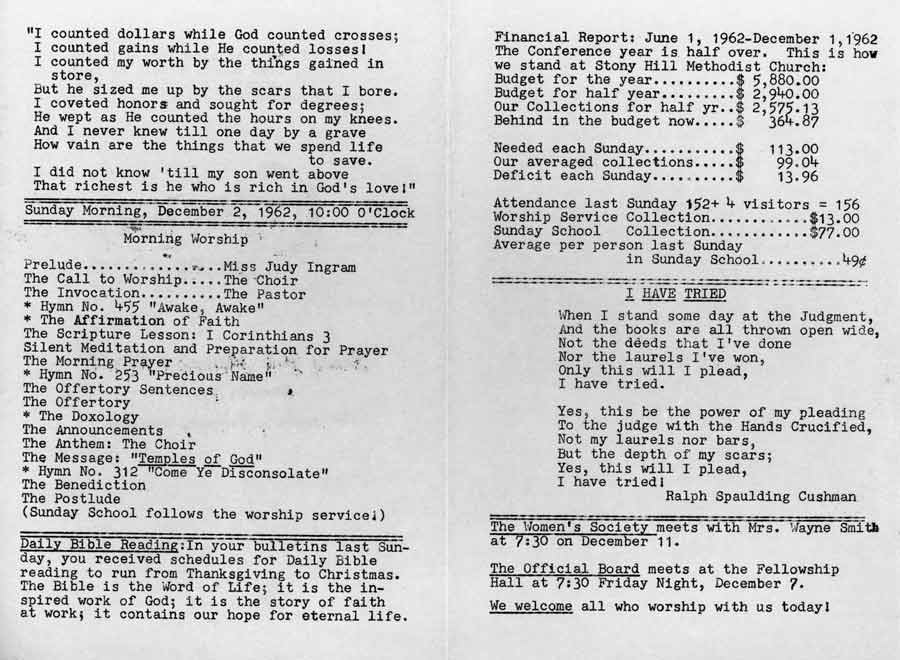 "I counted dollars while God counted crosses;
I counted gains while He counted losses!
I counted my worth by the things gained in
store,
But he sized me up by the scars that I bore.
I coveted honors and sought for degrees;
He wept as He counted the hours on my knees.
And I never knew till one day by a grave
How vain are the things that we spend life
to save.
I did not know 'till my son went above
That richest is he who is rich in God's love!"
Sunday Morning, December 2, 1962, 10:00 O'Clock
Morning Worship
Prelude.................Miss Judy Ingram
The Call to Worship.....The Choir
The Invocation..........The Pastor
* Hymn No. 455 "Awake, Awake"
* The Affirmation of Faith
The Scripture Lesson: I Corinthians 3
Silent Meditation and Preparation for Prayer
The Morning Prayer
* Hymn No. 253 "Precious Name"
The Offertory Sentences
The Offertory
* The Doxology
The Announcements
The Anthem: The Choir
The Message: "Temples of God"
* Hymn No. 312 "Come Ye Disconsolate"
The Benediction
The Postlude
(Sunday School follows the worship service!)
Daily Bible Reading:In your bulletins last Sun-
day, you received schedules for Daily Bible
reading to run from Thanksgiving to Christmas.
The Bible is the Word of Life; it is the in-
spired work of God; it is the story of faith
at work; it contains our hope for eternal life.
Financial Report: June 1, 1962-December 1,1962
The Conference year is half over. This is how
we stand at Stony Hill Methodist Church:
Budget for the year..........$ 5,880.00
Budget for half year.........$ 2,940.00
Our Collections for half yr..$ 2,575.13
Behind in the budget now.....$ 364.87
Needed each Sunday...........$ 113.00
Our averaged collections.....$ 99.04
Deficit each Sunday..........$ 13.96
Attendance last Sunday 152+ 4 visitors = 156
Worship Service Collection............$13.00
Sunday School Collection............$77.00
Average per person last Sunday
in Sunday School..........49¢
I HAVE TRIED
When I stand some day at the Judgment,
And the books are all thrown open wide,
Not the deeds that I've done
Nor the laurels I've won,
Only this will I plead,
I have tried.
Yes, this be the power of my pleading
To the judge with the Hands Crucified,
Not my laurels nor bars,
But the depth of my scars;
Yes, this will I plead,
I have tried!
Ralph Spaulding Cushman
The Women's Society meets with Mrs. Wayne Smith
at 7:30 on December 11.
The Official Board meets at the Fellowship
Hall at 7:30 Friday Night, December 7.
We welcome all who worship with us today!